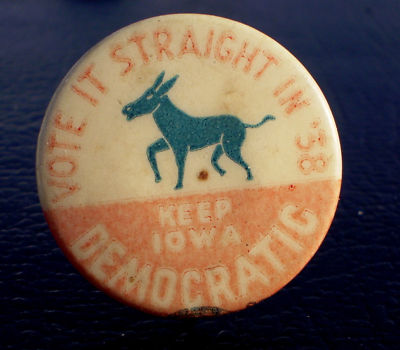 VOTE IT STRAIGHT IN '38
KEEP
IOWA
DEMOCRATIC